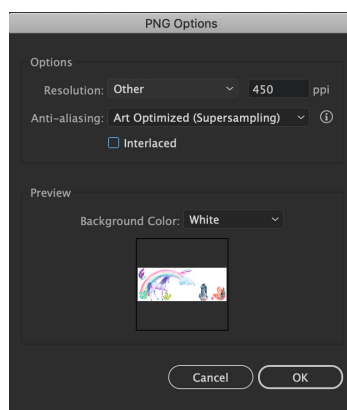 PNG Options
Options
Resolution: Other 450 ppi
Anti-aliasing: Art Optimized (Supersampling)
Interlaced
Preview
Background Color: White
Cancel OK